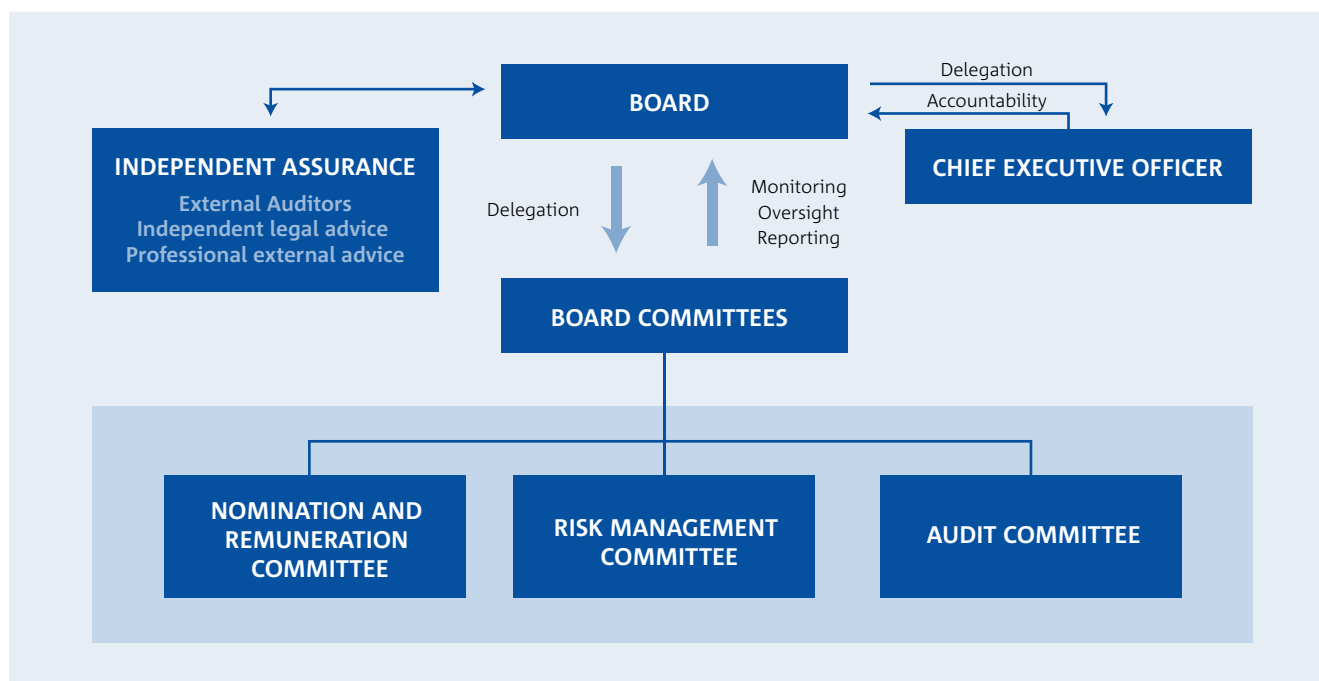 BOARD
Delegation
Accountability
INDEPENDENT ASSURANCE
External Auditors
Independent legal advice
Professional external advice
CHIEF EXECUTIVE OFFICER
Delegation
Monitoring
Oversight
Reporting
BOARD COMMITTEES
NOMINATION AND
REMUNERATION
COMMITTEE
RISK MANAGEMENT
COMMITTEE
AUDIT COMMITTEE